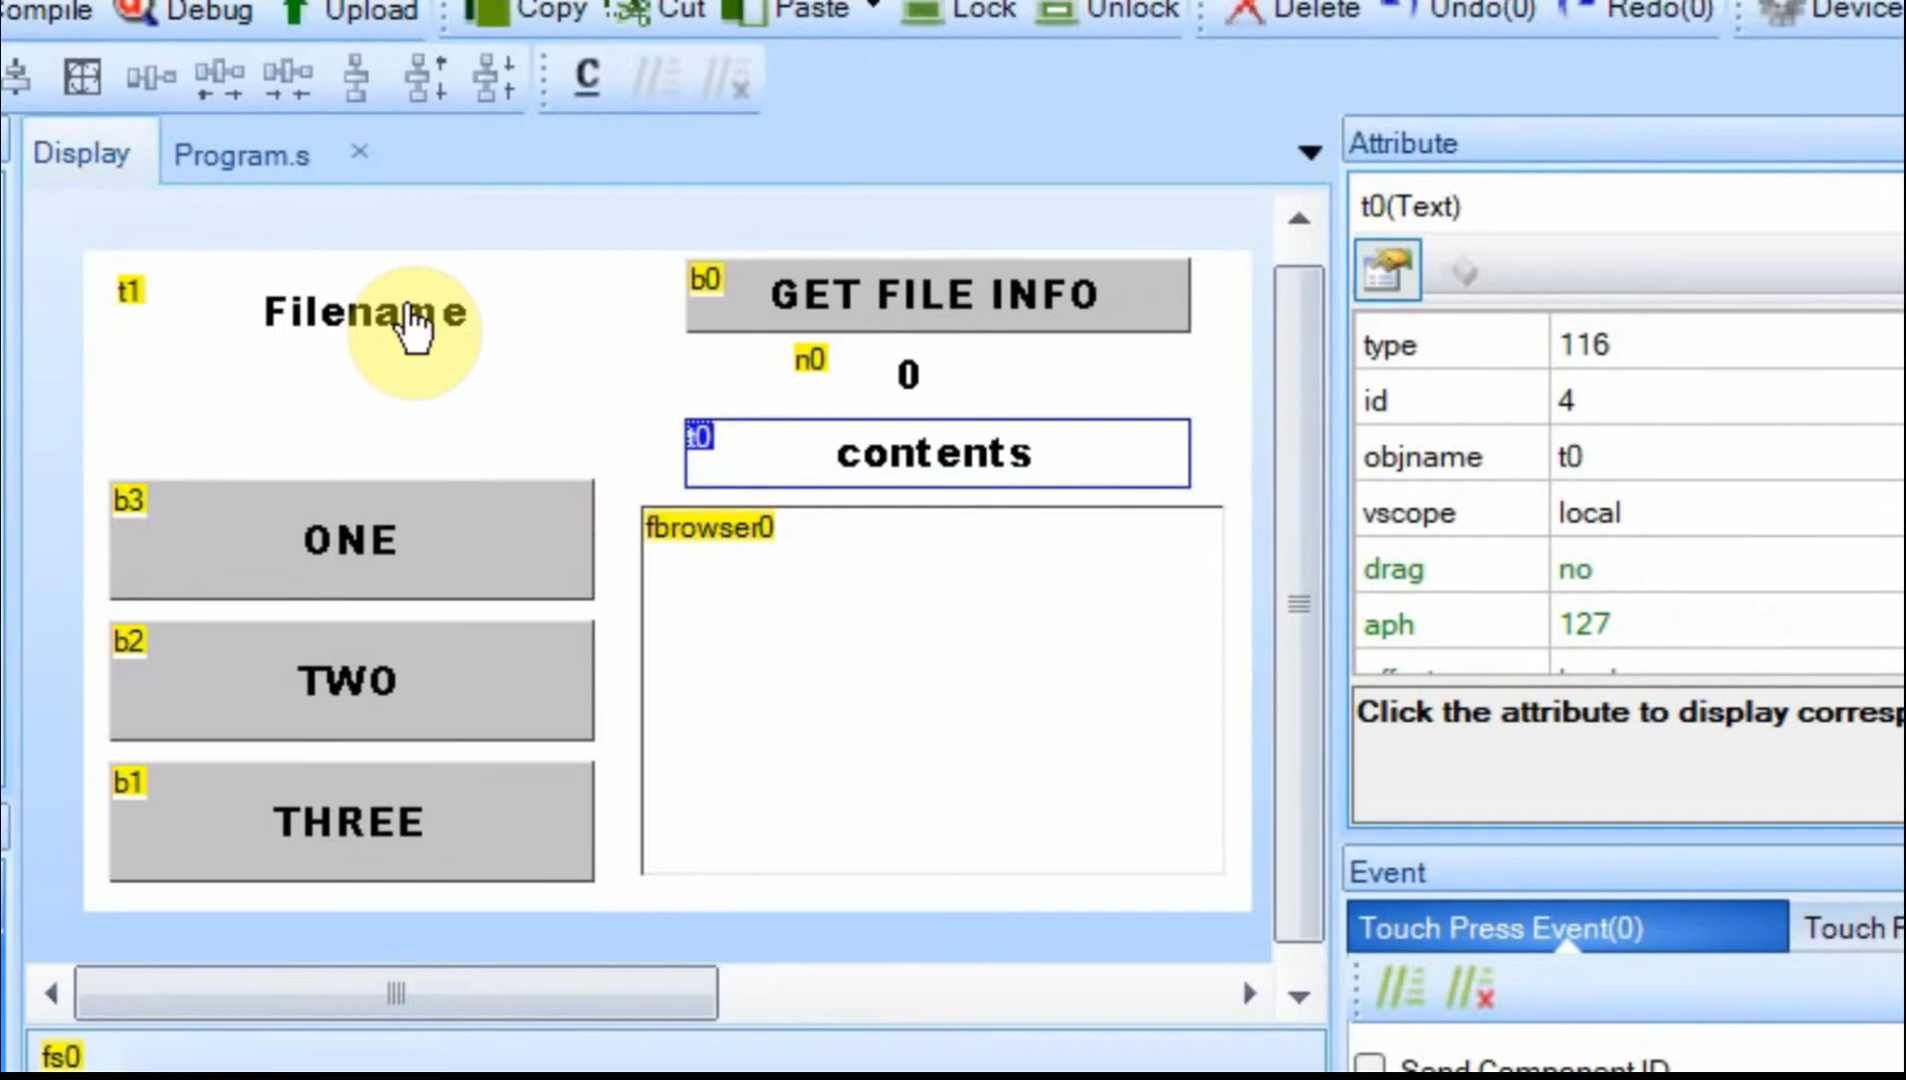 ompile Debug Upload Copy Cut Paste Lock Unlock Delete Undo(0) Redo(0) Device
C
Display Program.s
Attribute
t0(Text)
t1 Filename
b0 GET FILE INFO
n0 0
t0 contents
type 116
id 4
objname t0
vscope local
drag no
aph 127
b3 ONE
fbrowser0
b2 TWO
b1 THREE
Click the attribute to display corresp
Event
Touch Press Event(0) Touch
fs0
Send Component ID